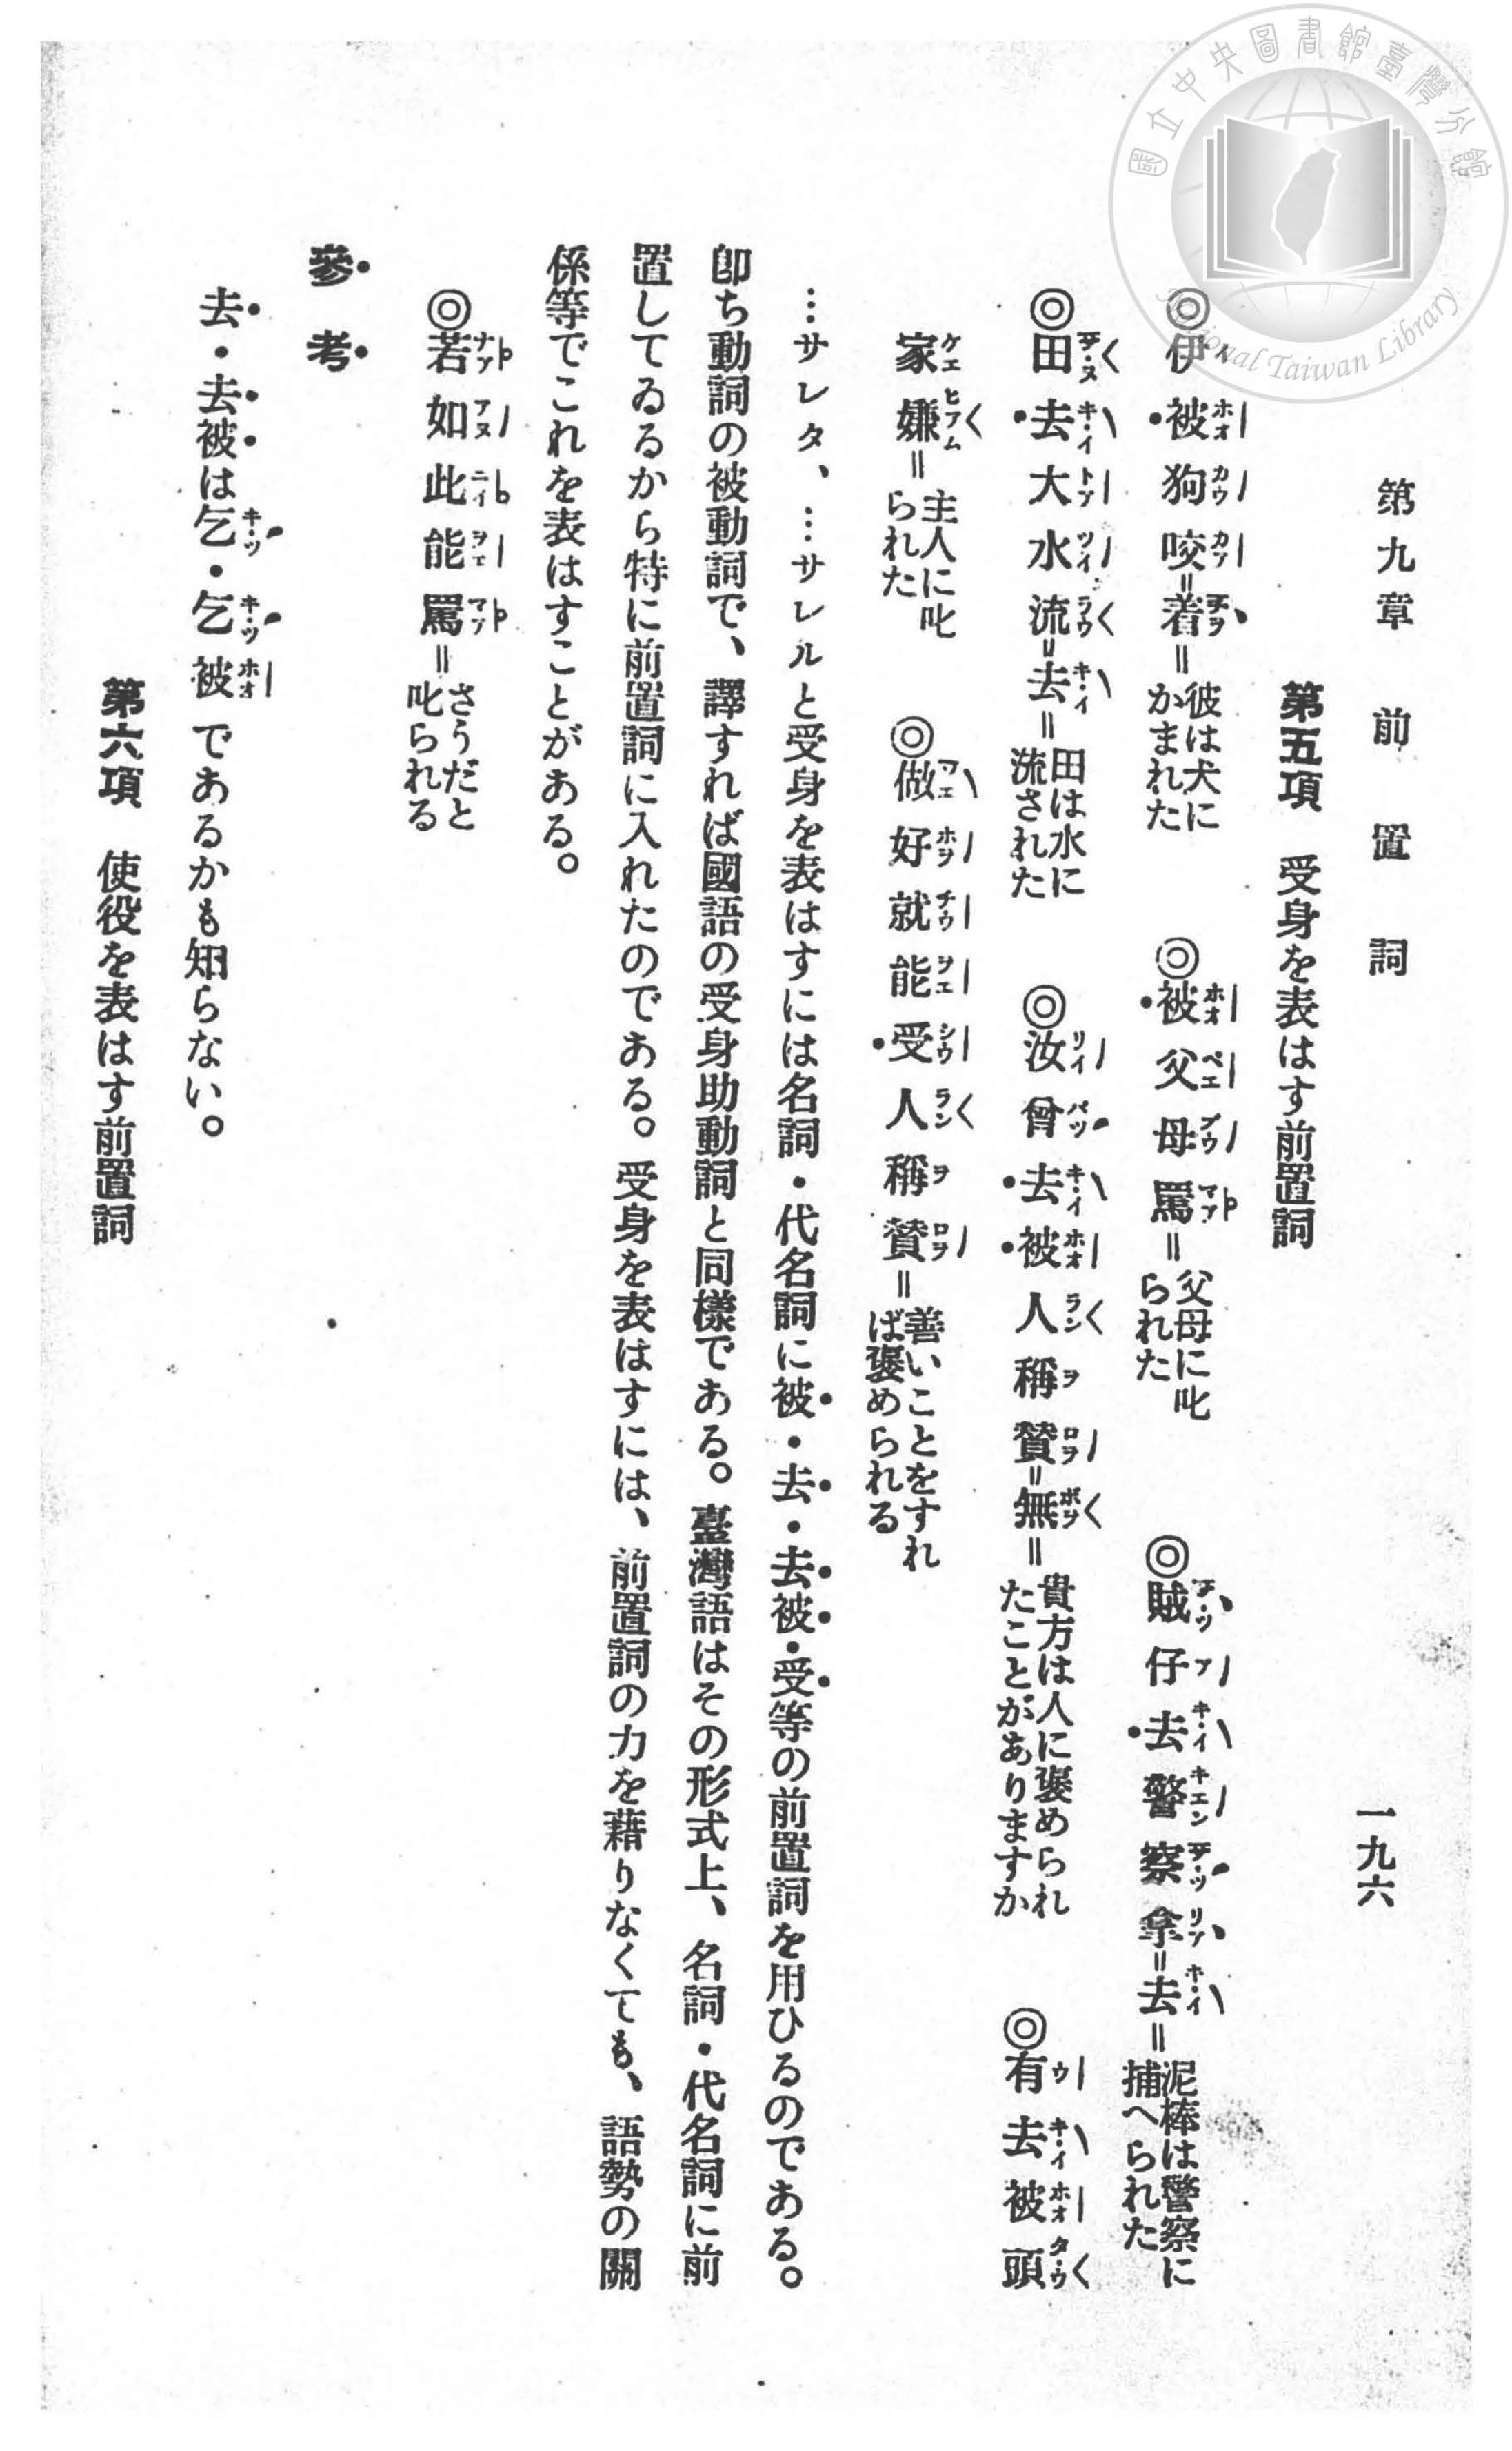 第九章 前置詞 一九六
第五項 受身を表はす前置詞
◎伊被狗咬＝着＝彼は犬にかまれた ◎被父母罵＝父母に叱られた ◎賊仔去警察拿＝去＝泥棒は警察に捕へられた
◎田去大水流＝去＝田は水に流された ◎汝曾去被人稱賛＝無＝貴方は人に褒められたことがありますか ◎有去被頭
家嫌＝主人に叱られた ◎做好就能受人稱賛＝善いことをすれば褒められる
…サレタ、…サレルと受身を表はすには名詞・代名詞に被・去・去被・受等の前置詞を用ひるのである。
卽ち動詞の被動詞で、譯すれば國語の受身助動詞と同樣である。臺灣語はその形式上、名詞・代名詞に前
置してゐるから特に前置詞に入れたのである。受身を表はすには、前置詞の力を藉りなくても、語勢の關
係等でこれを表はすことがある。
◎若如此能罵＝さうだと叱られる
參考
去・去被は乞・乞被であるかも知らない。
第六項 使役を表はす前置詞
國立中央圖書館臺灣分館
National Taiwan Library